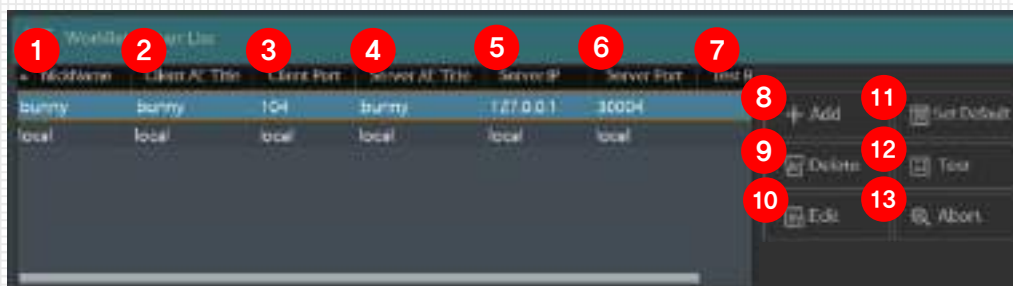 1 2 3 4 5 6 7
NickName Client AE Title Client Port Server AE Title Server IP Server Port Test
bunny bunny 104 bunny 127.0.0.1
local local local local local local
8 + Add 11 Set Default
9 Delete 12 Test
10 Edit 13 Abort